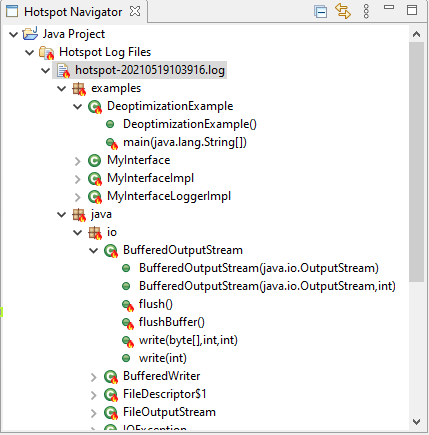 Hotspot Navigator
Java Project
Hotspot Log Files
hotspot-20210519103916.log
examples
DeoptimizationExample
DeoptimizationExample()
main(java.lang.String[])
MyInterface
MyInterfaceImpl
MyInterfaceLoggerImpl
java
io
BufferedOutputStream
BufferedOutputStream(java.io.OutputStream)
BufferedOutputStream(java.io.OutputStream,int)
flush()
flushBuffer()
write(byte[],int,int)
write(int)
BufferedWriter
FileDescriptor$1
FileOutputStream
IOException